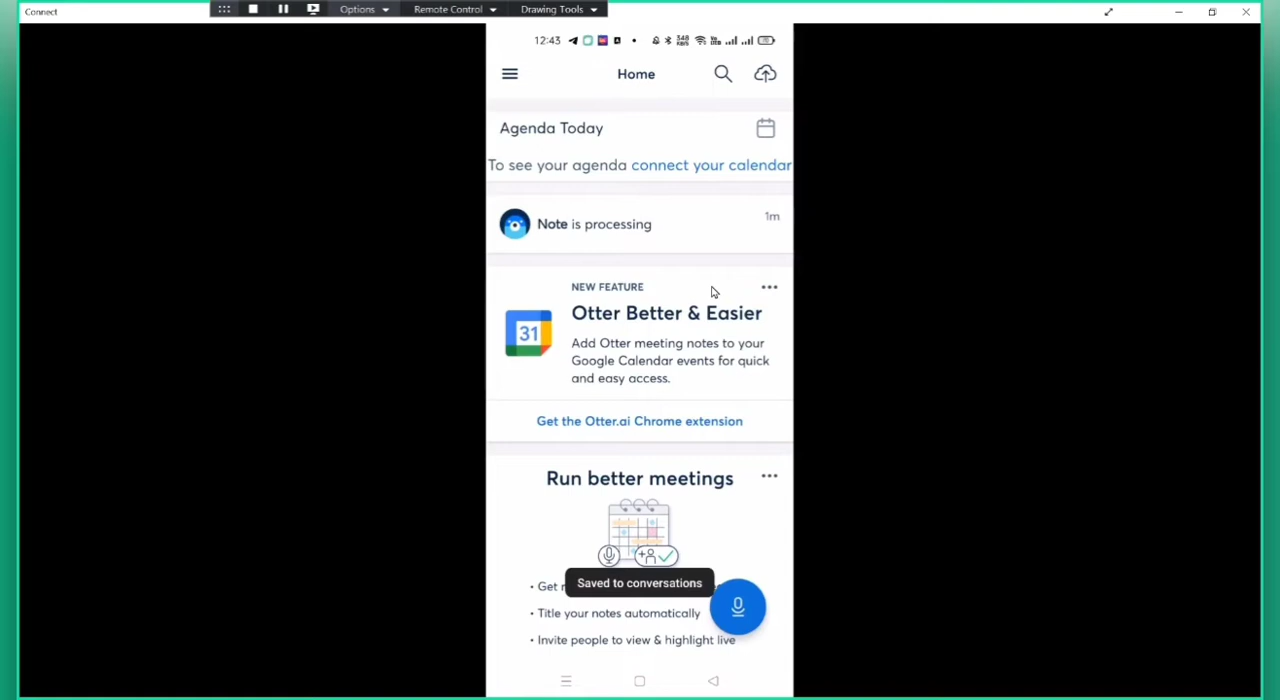 Connect
Options
Remote Control
Drawing Tools
12:43
Home
Agenda Today
To see your agenda connect your calendar
Note is processing
1m
NEW FEATURE
31
Otter Better & Easier
Add Otter meeting notes to your
Google Calendar events for quick
and easy access.
Get the Otter.ai Chrome extension
Run better meetings
Saved to conversations
• Get
• Title your notes automatically
• Invite people to view & highlight live